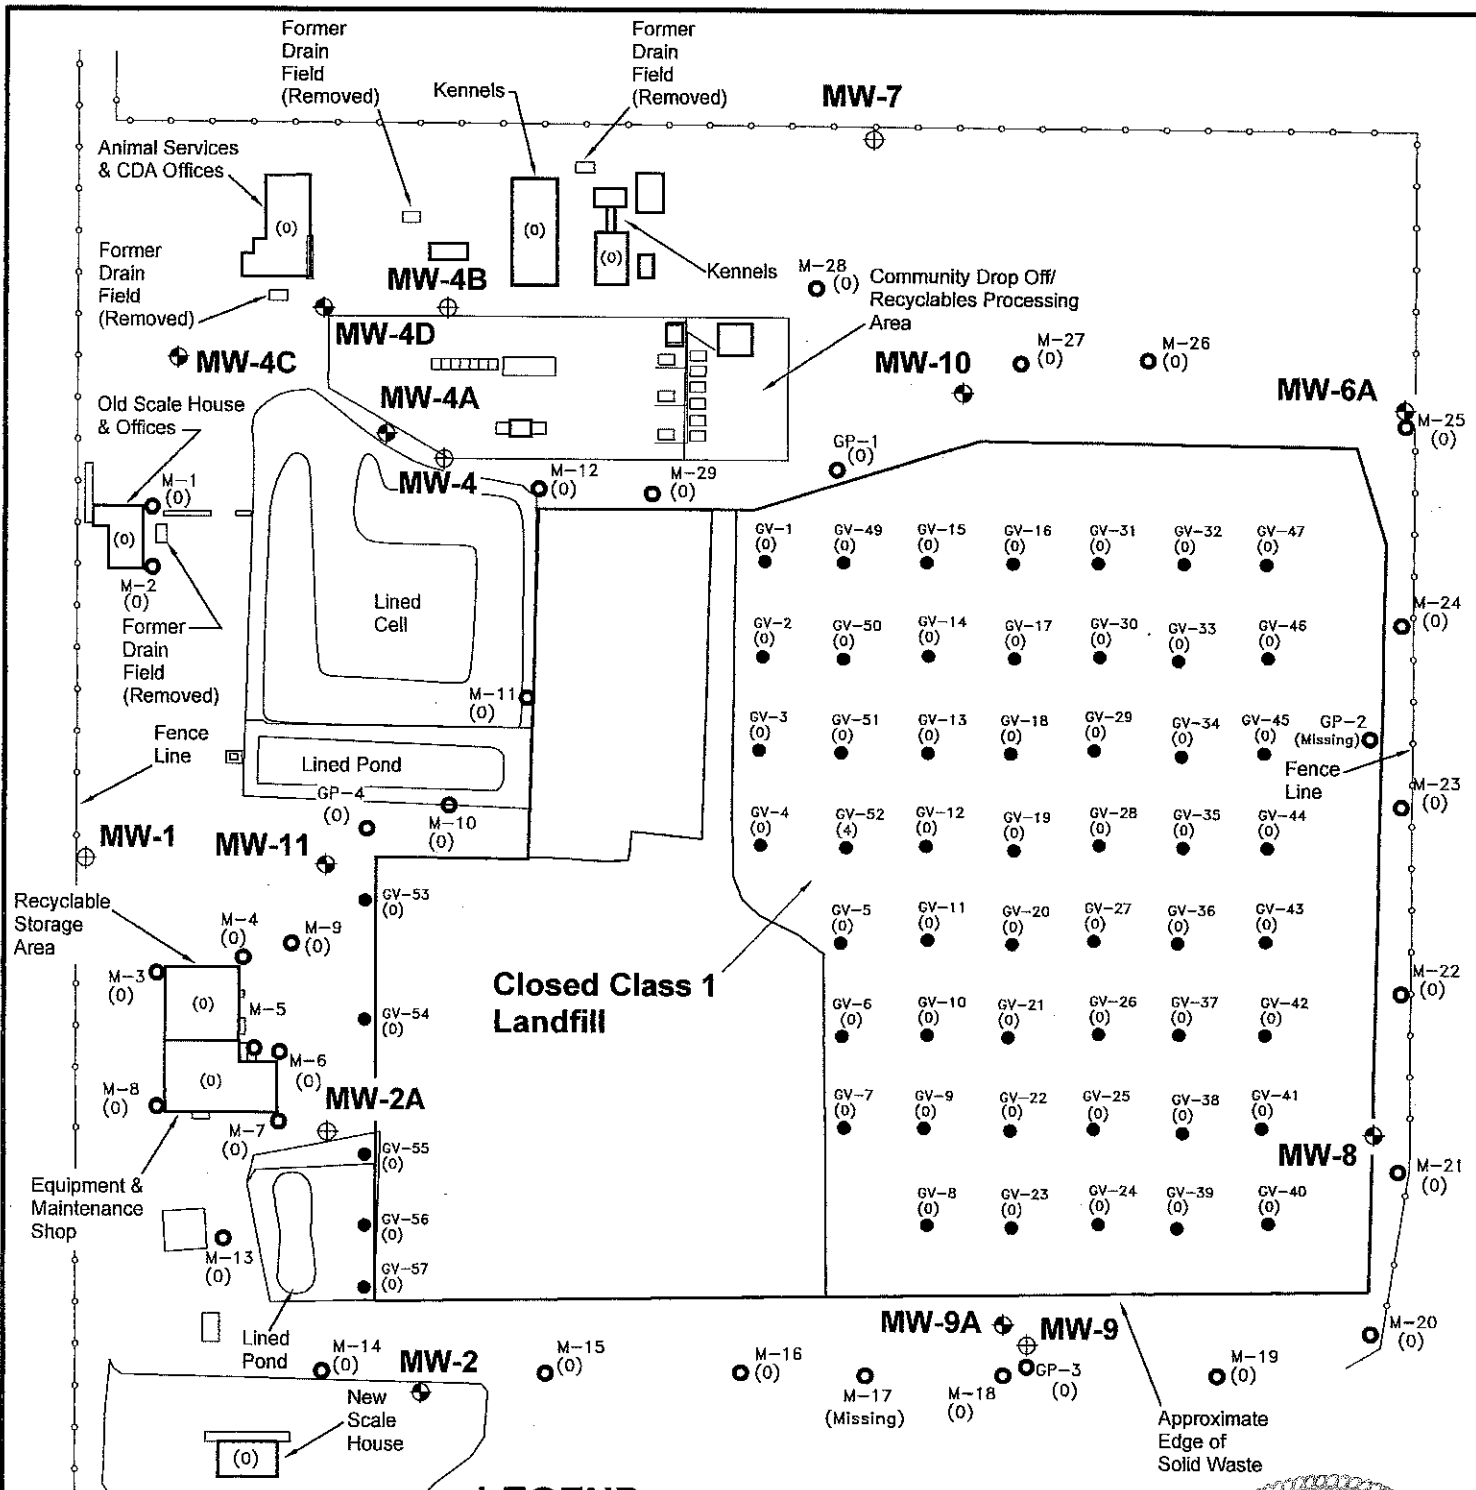 Former
Drain
Field
(Removed)
Kennels
Former
Drain
Field
(Removed)
MW-7
Animal Services
& CDA Offices
(0)
(0)
(0)
Kennels
Former
Drain
Field
(Removed)
MW-4B
M-28
(0)
Community Drop Off/
Recyclables Processing
Area
MW-4D
MW-4C
MW-10
M-27
(0)
M-26
(0)
MW-6A
M-25
(0)
Old Scale House
& Offices
MW-4A
MW-4
GP-1
(0)
M-12
(0)
M-29
(0)
M-1
(0)
(0)
M-2
(0)
Former
Drain
Field
(Removed)
Lined
Cell
GV-1
(0)
GV-49
(0)
GV-15
(0)
GV-16
(0)
GV-31
(0)
GV-32
(0)
GV-47
(0)
M-24
(0)
GV-2
(0)
GV-50
(0)
GV-14
(0)
GV-17
(0)
GV-30
(0)
GV-33
(0)
GV-46
(0)
M-11
(0)
GV-3
(0)
GV-51
(0)
GV-13
(0)
GV-18
(0)
GV-29
(0)
GV-34
(0)
GV-45
(0)
GP-2
(Missing)
Fence
Line
Fence
Line
Lined Pond
GP-4
(0)
M-10
(0)
M-23
(0)
GV-4
(0)
GV-52
(4)
GV-12
(0)
GV-19
(0)
GV-28
(0)
GV-35
(0)
GV-44
(0)
MW-1
MW-11
GV-53
(0)
Recyclable
Storage
Area
M-4
(0)
M-9
(0)
M-3
(0)
(0)
GV-5
(0)
GV-11
(0)
GV-20
(0)
GV-27
(0)
GV-36
(0)
GV-43
(0)
Closed Class 1
Landfill
M-22
(0)
M-5
GV-54
(0)
GV-6
(0)
GV-10
(0)
GV-21
(0)
GV-26
(0)
GV-37
(0)
GV-42
(0)
M-6
(0)
M-8
(0)
(0)
MW-2A
M-7
(0)
GV-7
(0)
GV-9
(0)
GV-22
(0)
GV-25
(0)
GV-38
(0)
GV-41
(0)
MW-8
M-21
(0)
GV-55
(0)
Equipment &
Maintenance
Shop
GV-8
(0)
GV-23
(0)
GV-24
(0)
GV-39
(0)
GV-40
(0)
GV-56
(0)
M-13
(0)
GV-57
(0)
Lined
Pond
MW-9A
MW-9
M-20
(0)
M-14
(0)
MW-2
M-15
(0)
M-16
(0)
M-17
(Missing)
M-18
(0)
GP-3
(0)
M-19
(0)
New
Scale
House
(0)
Approximate
Edge of
Solid Waste
LEGEND